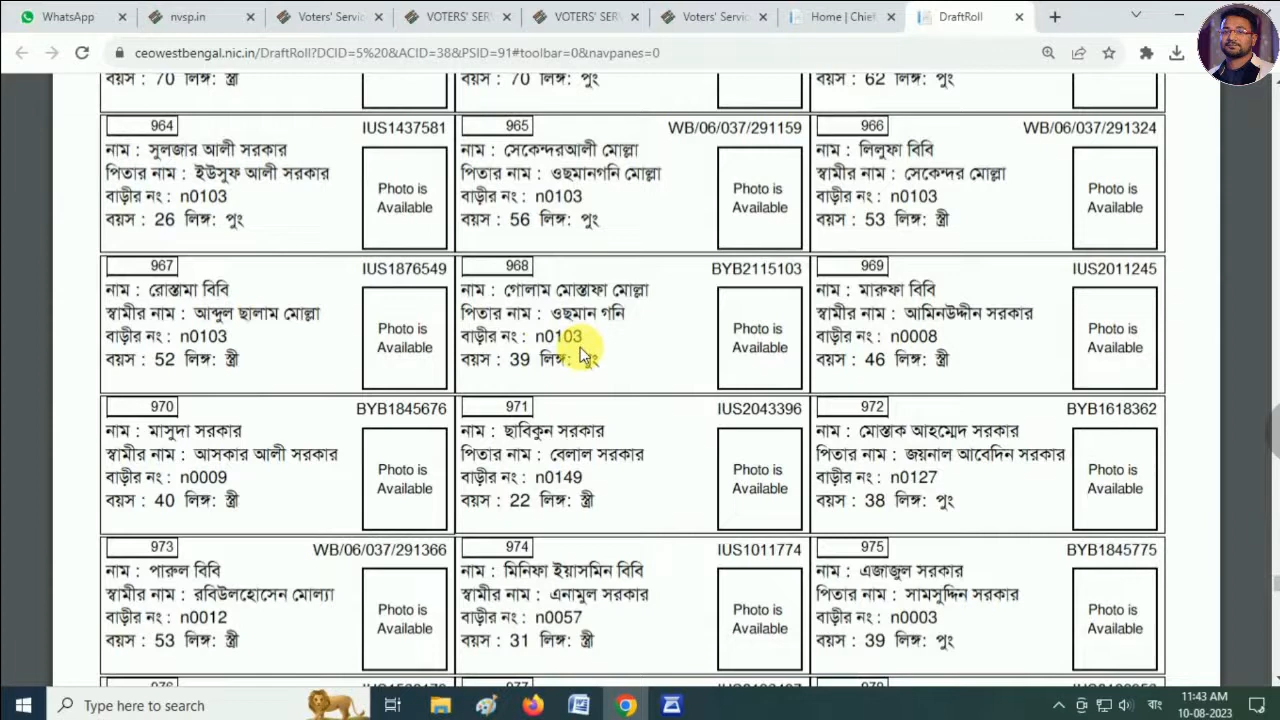 WhatsApp
nvsp.in
Voters' Servic
VOTERS' SER
VOTERS' SER
Voters' Servic
Home | Chief
DraftRoll
ceowestbengal.nic.in/DraftRoll?DCID=5%20&ACID=38&PSID=91#toolbar=0&navpanes=0
বয়স : 70 লিঙ্গ: স্ত্রী
বয়স : 70 লিঙ্গ: পুং
বয়স : 62 লিঙ্গ: পুং
964 IUS1437581
নাম : সুলজার আলী সরকার
পিতার নাম : ইউসুফ আলী সরকার
বাড়ীর নং : n0103
বয়স : 26 লিঙ্গ: পুং
Photo is
Available
965 WB/06/037/291159
নাম : সেকেন্দরআলী মোল্লা
পিতার নাম : ওছমানগনি মোল্লা
বাড়ীর নং : n0103
বয়স : 56 লিঙ্গ: পুং
Photo is
Available
966 WB/06/037/291324
নাম : লিলুফা বিবি
স্বামীর নাম : সেকেন্দর মোল্লা
বাড়ীর নং : n0103
বয়স : 53 লিঙ্গ: স্ত্রী
Photo is
Available
967 IUS1876549
নাম : রোস্তামা বিবি
স্বামীর নাম : আব্দুল ছালাম মোল্লা
বাড়ীর নং : n0103
বয়স : 52 লিঙ্গ: স্ত্রী
Photo is
Available
968 BYB2115103
নাম : গোলাম মোস্তাফা মোল্লা
পিতার নাম : ওছমান গনি
বাড়ীর নং : n0103
বয়স : 39 লিঙ্গ: পুং
Photo is
Available
969 IUS2011245
নাম : মারুফা বিবি
স্বামীর নাম : আমিনউদ্দীন সরকার
বাড়ীর নং : n0008
বয়স : 46 লিঙ্গ: স্ত্রী
Photo is
Available
970 BYB1845676
নাম : মাসুদা সরকার
স্বামীর নাম : আসকার আলী সরকার
বাড়ীর নং : n0009
বয়স : 40 লিঙ্গ: স্ত্রী
Photo is
Available
971 IUS2043396
নাম : ছাবিকুন সরকার
পিতার নাম : বেলাল সরকার
বাড়ীর নং : n0149
বয়স : 22 লিঙ্গ: স্ত্রী
Photo is
Available
972 BYB1618362
নাম : মোস্তাক আহম্মেদ সরকার
পিতার নাম : জয়নাল আবেদিন সরকার
বাড়ীর নং : n0127
বয়স : 38 লিঙ্গ: পুং
Photo is
Available
973 WB/06/037/291366
নাম : পারুল বিবি
স্বামীর নাম : রবিউলহোসেন মোল্যা
বাড়ীর নং : n0012
বয়স : 53 লিঙ্গ: স্ত্রী
Photo is
Available
974 IUS1011774
নাম : মিনিফা ইয়াসমিন বিবি
স্বামীর নাম : এনামুল সরকার
বাড়ীর নং : n0057
বয়স : 31 লিঙ্গ: স্ত্রী
Photo is
Available
975 BYB1845775
নাম : এজাজুল সরকার
পিতার নাম : সামসুদ্দিন সরকার
বাড়ীর নং : n0003
বয়স : 39 লিঙ্গ: পুং
Photo is
Available
Type here to search
বাং
11:43 AM
10-08-2023